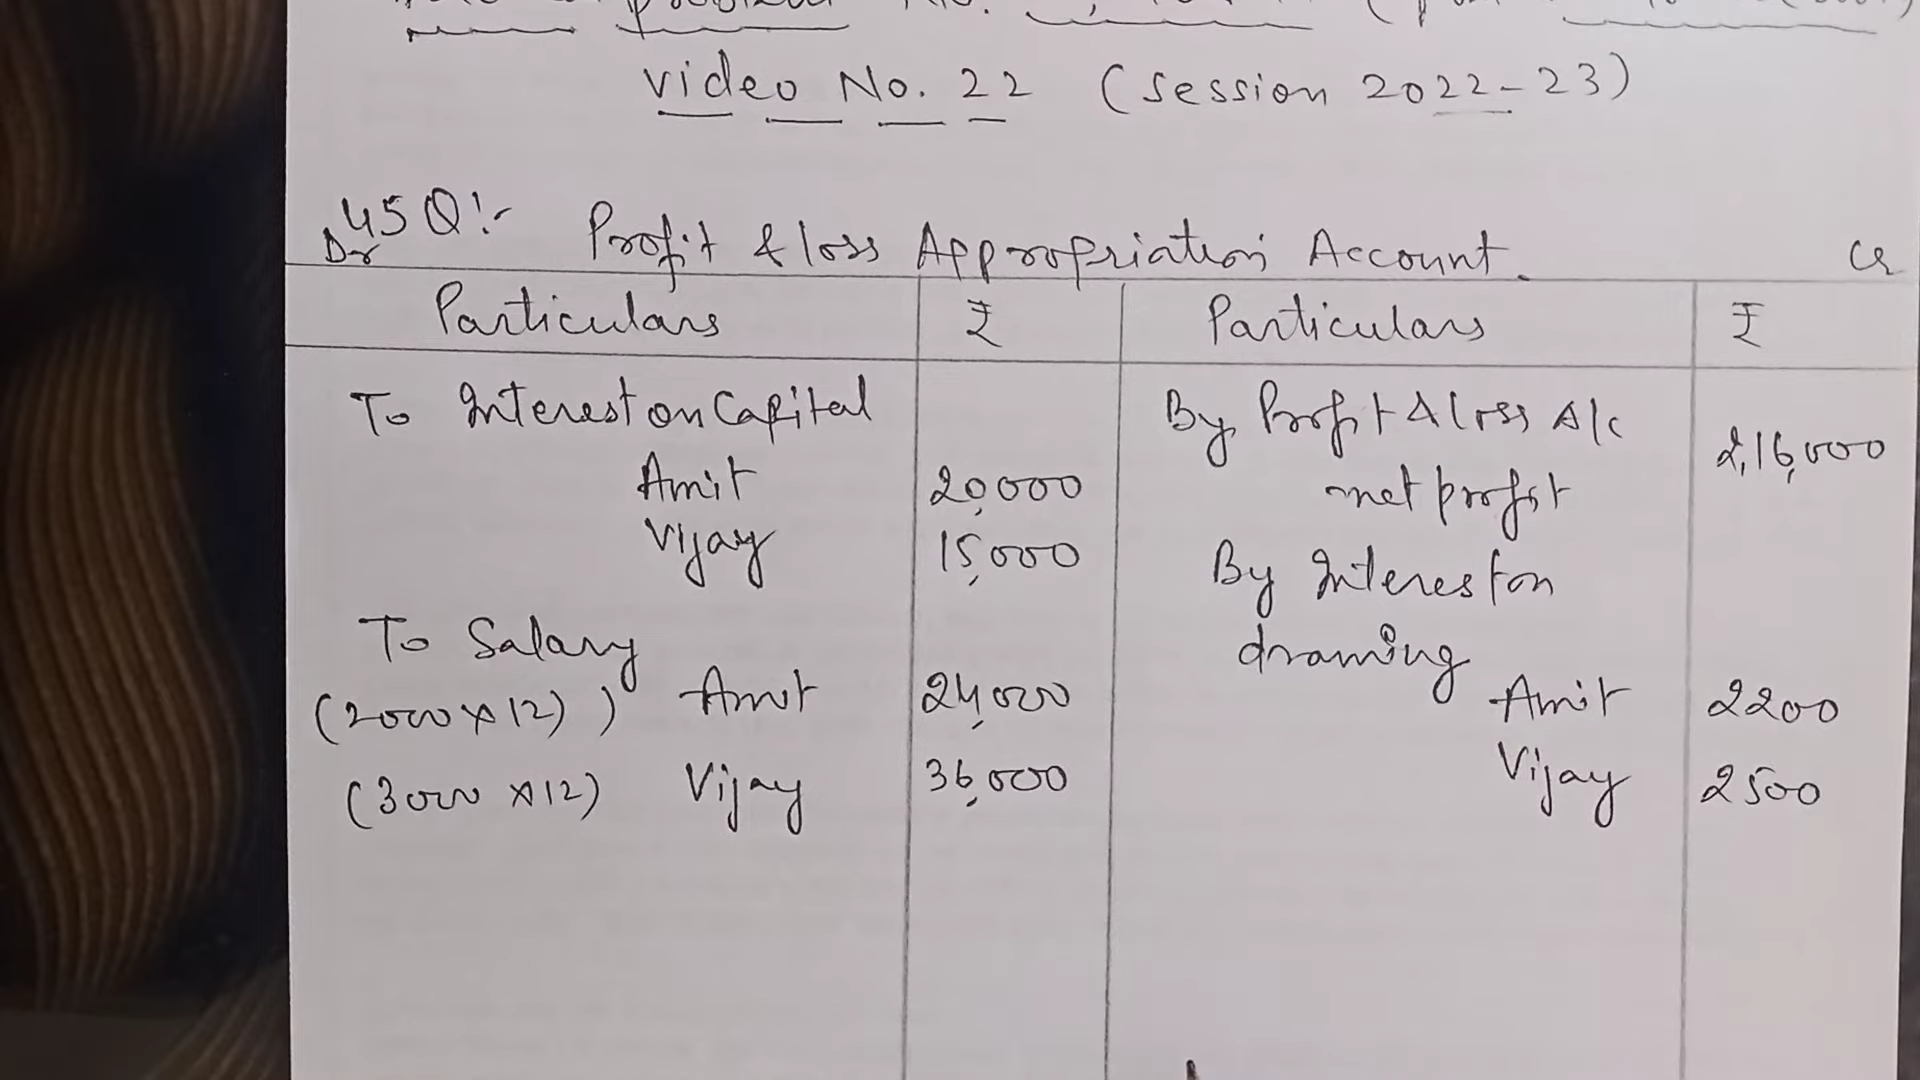 No.
Video No. 22 (Session 2022-23)
45Q:-
Profit & loss Appropriation Account.
Dr
Cr
Particulars ₹ Particulars ₹
To Interest on Capital
By Profit & loss A/c
2,16,000
Amit 20,000
net profit
Vijay 15,000
By Interest on
To Salary
drawing
(2000 x 12) ) Amit 24,000
Amit 2200
(3000 x 12) Vijay 36,000
Vijay 2500